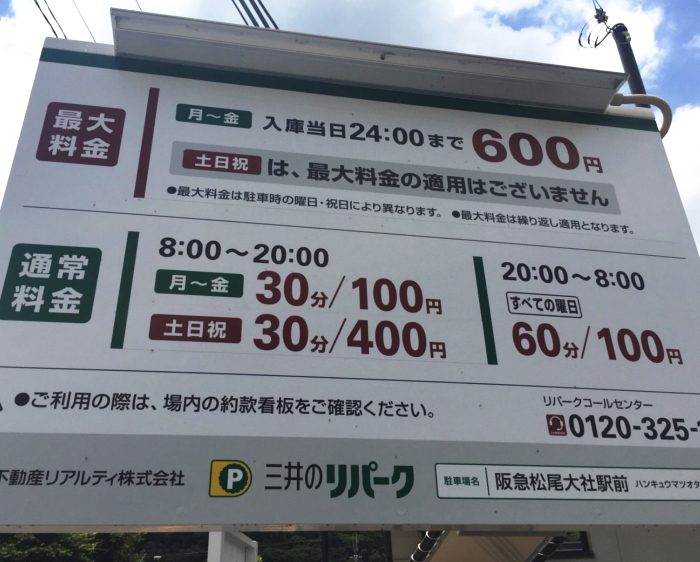 最大料金
月～金 入庫当日24:00まで 600円
土日祝 は、最大料金の適用はございません
●最大料金は駐車時の曜日・祝日により異なります。 ●最大料金は繰り返し適用となります。
通常料金
8:00～20:00
月～金 30分/100円
土日祝 30分/400円
20:00～8:00
すべての曜日
60分/100円
●ご利用の際は、場内の約款看板をご確認ください。
リパークコールセンター
0120-325-
不動産リアルティ株式会社
P 三井のリパーク
駐車場名 阪急松尾大社駅前 ハンキュウマツオタ